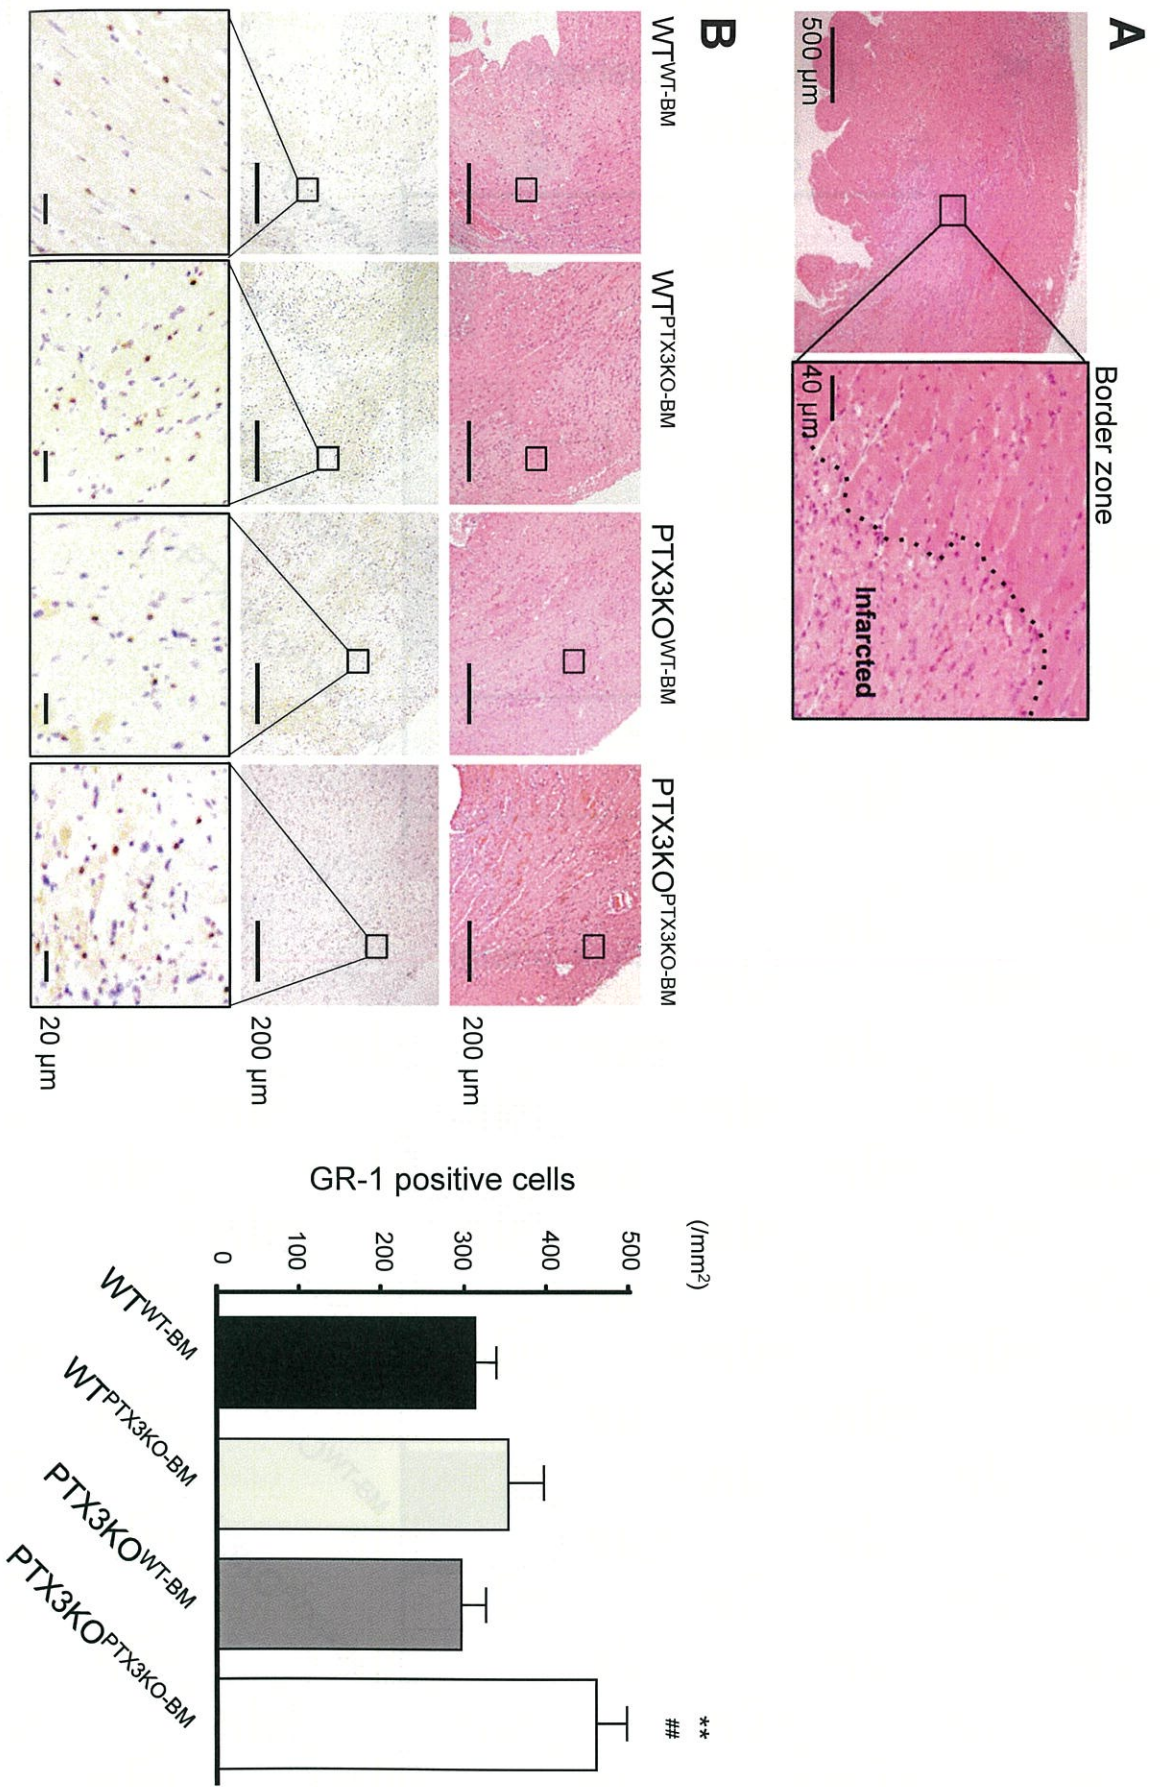 A
Border zone
500 µm
40 µm
Infarcted
B
WTWT-BM
WTPTX3KO-BM
PTX3KOWT-BM
PTX3KOPTX3KO-BM
200 µm
200 µm
20 µm
(/mm²)
GR-1 positive cells
500
400
300
200
100
0
**
##
WTWT-BM
WTPTX3KO-BM
PTX3KOWT-BM
PTX3KOPTX3KO-BM